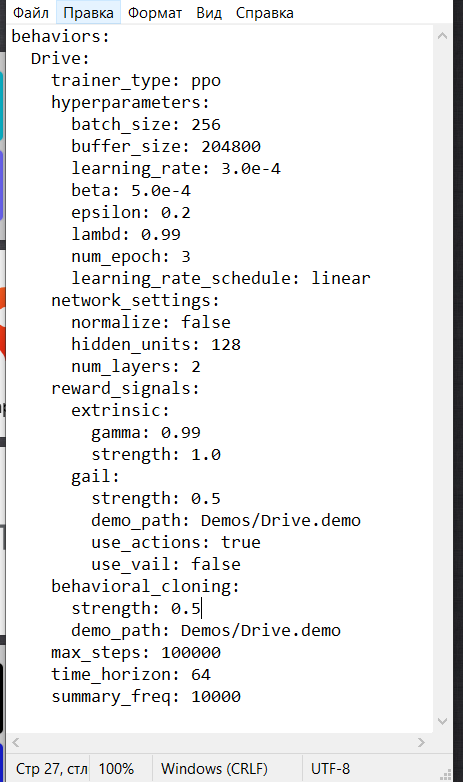 Файл Правка Формат Вид Справка
behaviors:
  Drive:
    trainer_type: ppo
    hyperparameters:
      batch_size: 256
      buffer_size: 204800
      learning_rate: 3.0e-4
      beta: 5.0e-4
      epsilon: 0.2
      lambd: 0.99
      num_epoch: 3
      learning_rate_schedule: linear
    network_settings:
      normalize: false
      hidden_units: 128
      num_layers: 2
    reward_signals:
      extrinsic:
        gamma: 0.99
        strength: 1.0
      gail:
        strength: 0.5
        demo_path: Demos/Drive.demo
        use_actions: true
        use_vail: false
    behavioral_cloning:
        strength: 0.5
        demo_path: Demos/Drive.demo
    max_steps: 100000
    time_horizon: 64
    summary_freq: 10000
Стр 27, стл 100% Windows (CRLF) UTF-8